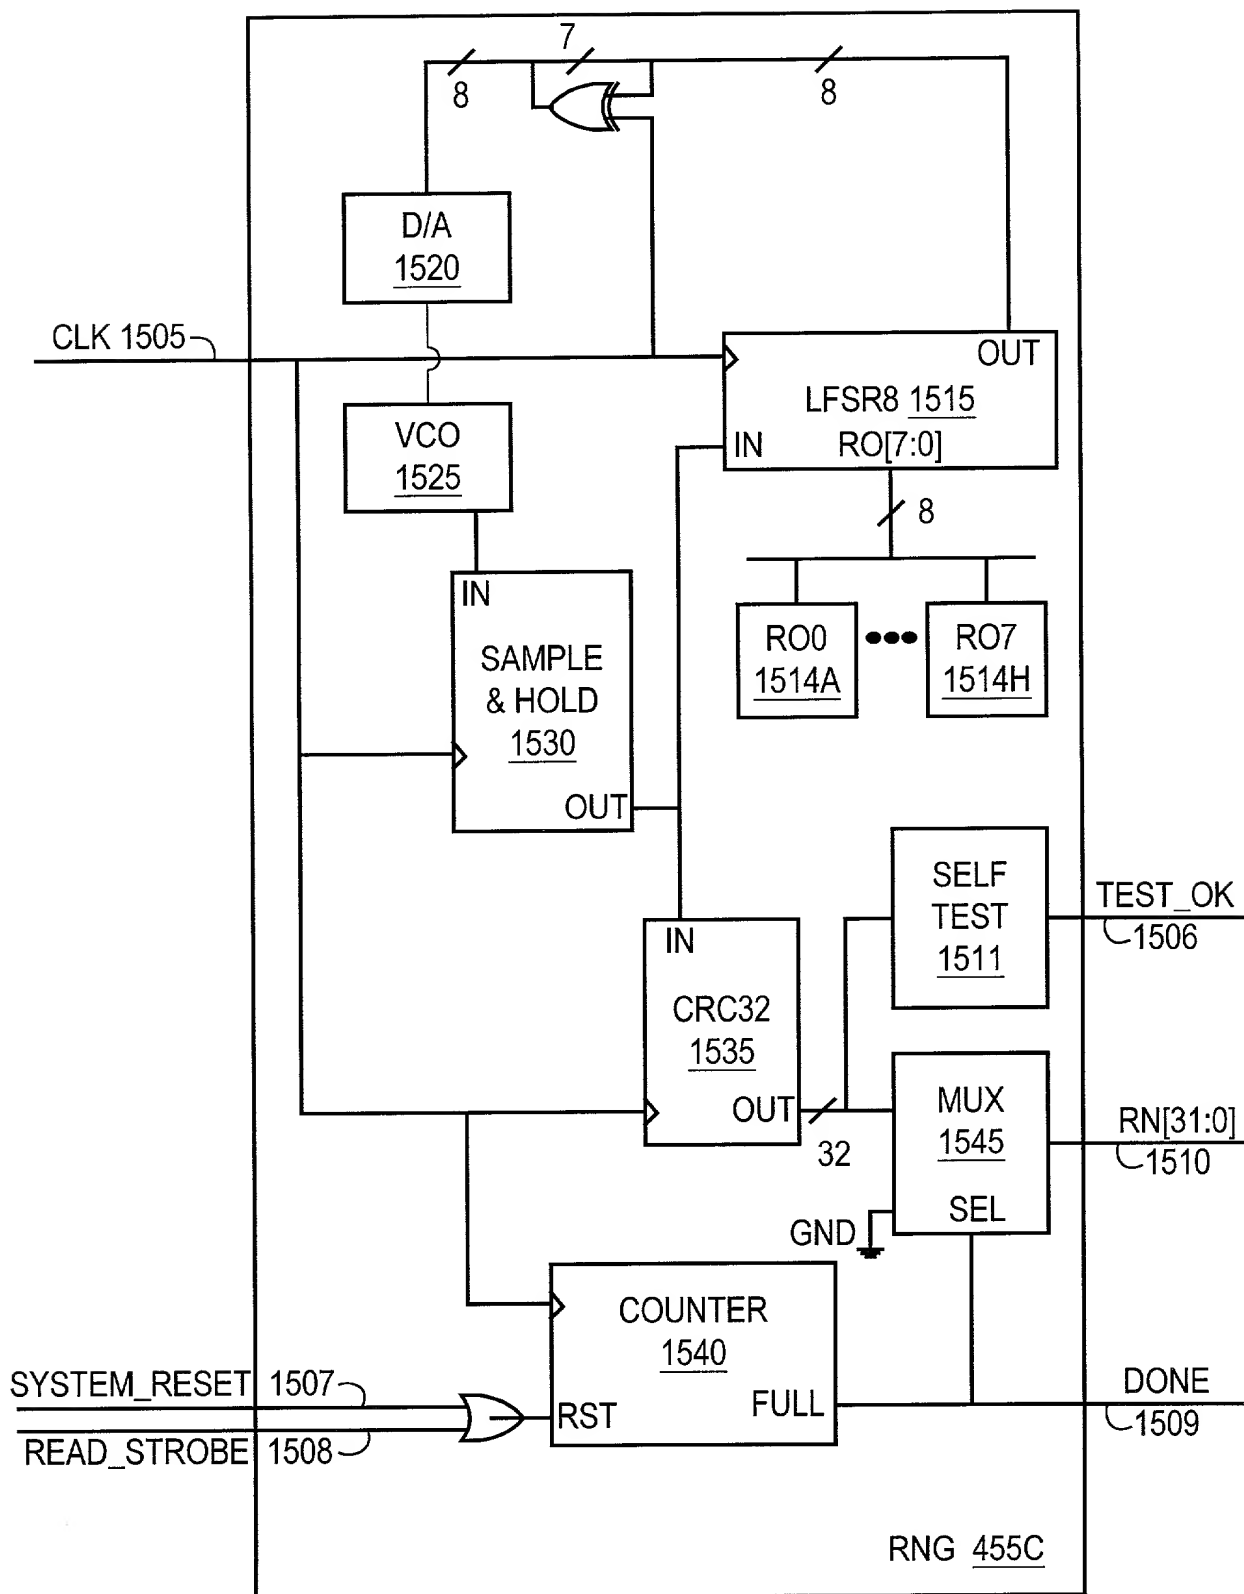 7
8
8
D/A
1520
CLK 1505
OUT
LFSR8 1515
IN
RO[7:0]
VCO
1525
8
IN
SAMPLE
& HOLD
1530
OUT
RO0
1514A
RO7
1514H
SELF
TEST
1511
TEST_OK
1506
IN
CRC32
1535
OUT
32
MUX
1545
SEL
RN[31:0]
1510
GND
COUNTER
1540
RST
FULL
SYSTEM_RESET 1507
READ_STROBE 1508
DONE
1509
RNG 455C